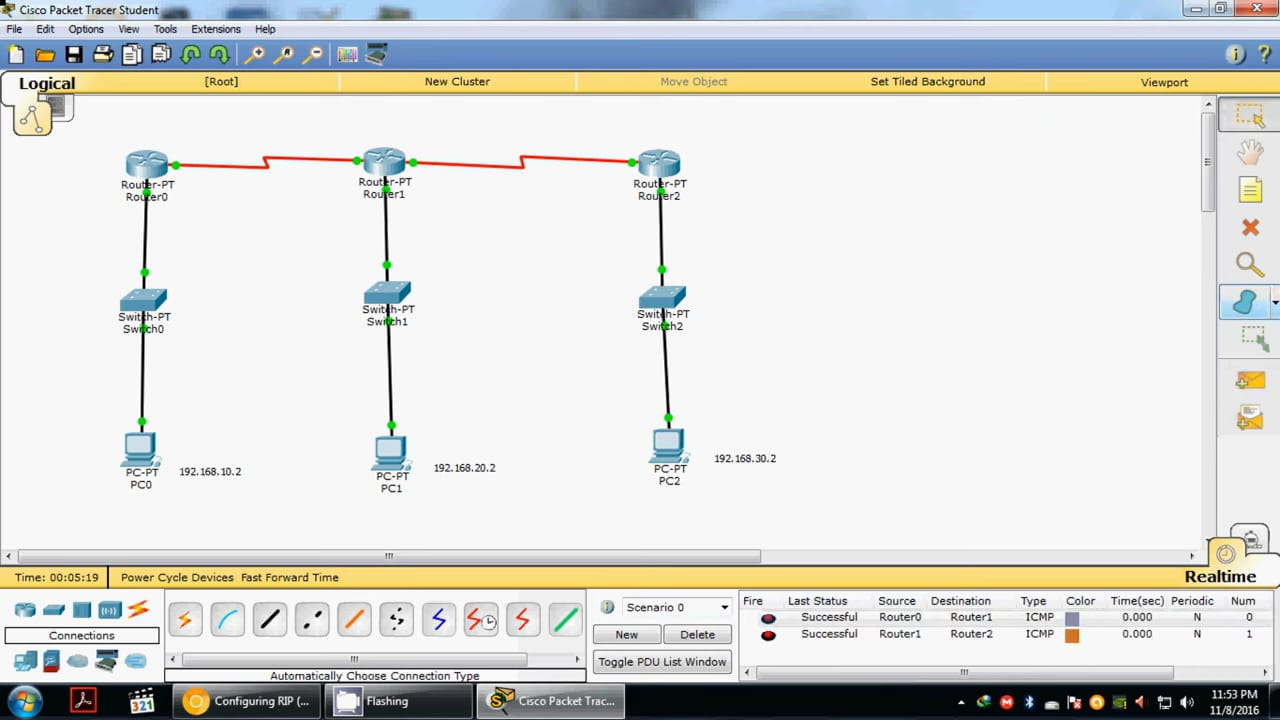 Cisco Packet Tracer Student
File Edit Options View Tools Extensions Help
Logical [Root] New Cluster Move Object Set Tiled Background Viewport
Router-PT
Router0
Router-PT
Router1
Router-PT
Router2
Switch-PT
Switch0
Switch-PT
Switch1
Switch-PT
Switch2
PC-PT
PC0
192.168.10.2
PC-PT
PC1
192.168.20.2
PC-PT
PC2
192.168.30.2
Time: 00:05:19 Power Cycle Devices Fast Forward Time Realtime
Connections
Automatically Choose Connection Type
Scenario 0
New Delete
Toggle PDU List Window
Fire Last Status Source Destination Type Color Time(sec) Periodic Num
Successful Router0 Router1 ICMP 0.000 N 0
Successful Router1 Router2 ICMP 0.000 N 1
321
Configuring RIP (... Flashing Cisco Packet Trac...
11:53 PM
11/8/2016